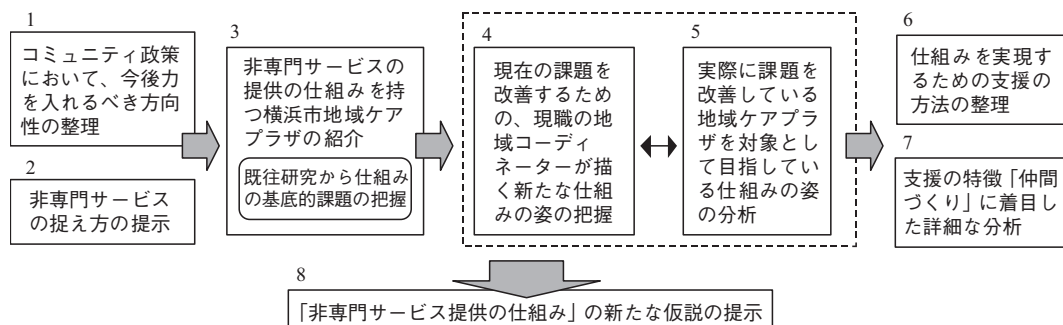 1
コミュニティ政策
において、今後力
を入れるべき方向
性の整理
2
非専門サービス
の捉え方の提示
3
非専門サービスの
提供の仕組みを持
つ横浜市地域ケア
プラザの紹介
既往研究から仕組み
の基底的課題の把握
4
現在の課題を
改善するため
の、現職の地
域コーディ
ネーターが描
く新たな仕組
みの姿の把握
5
実際に課題を
改善している
地域ケアプラ
ザを対象とし
て目指してい
る仕組みの姿
の分析
6
仕組みを実現す
るための支援の
方法の整理
7
支援の特徴「仲間
づくり」に着目し
た詳細な分析
8
「非専門サービス提供の仕組み」の新たな仮説の提示